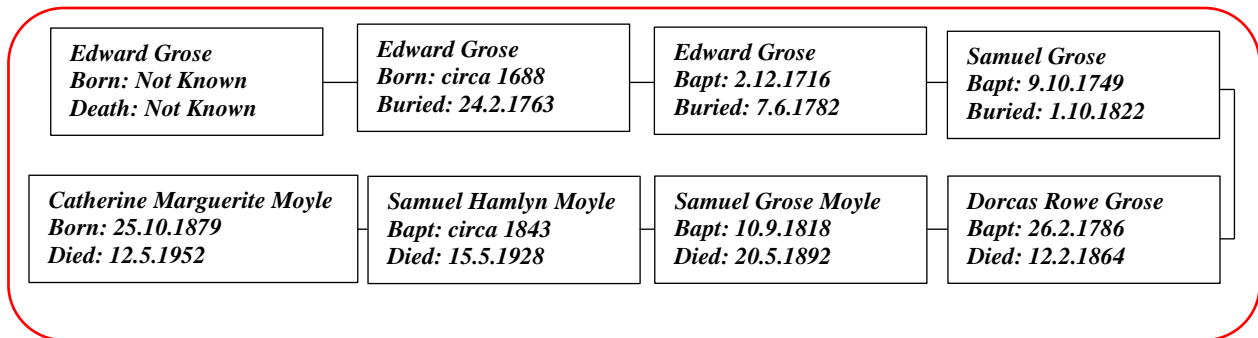 Edward Grose
Born: Not Known
Death: Not Known
Edward Grose
Born: circa 1688
Buried: 24.2.1763
Edward Grose
Bapt: 2.12.1716
Buried: 7.6.1782
Samuel Grose
Bapt: 9.10.1749
Buried: 1.10.1822
Catherine Marguerite Moyle
Born: 25.10.1879
Died: 12.5.1952
Samuel Hamlyn Moyle
Bapt: circa 1843
Died: 15.5.1928
Samuel Grose Moyle
Bapt: 10.9.1818
Died: 20.5.1892
Dorcas Rowe Grose
Bapt: 26.2.1786
Died: 12.2.1864